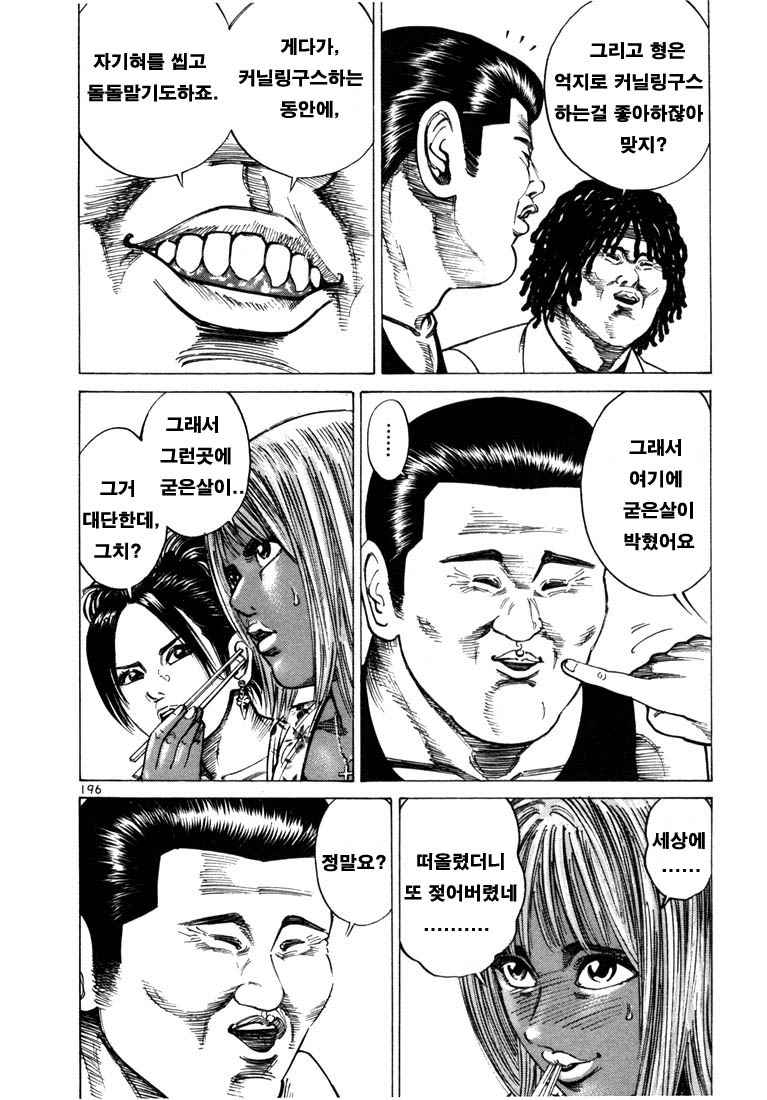 그리고 형은
억지로 커닐링구스
하는걸 좋아하잖아
맞지?
게다가,
커닐링구스하는
동안에,
자기혀를 씹고
돌돌말기도하죠.
그래서
여기에
굳은살이
박혔어요
......
그래서
그런곳에
굳은살이..
그거
대단한데,
그치?
196
세상에
......
떠올렸더니
또 젖어버렸네
..........
정말요?